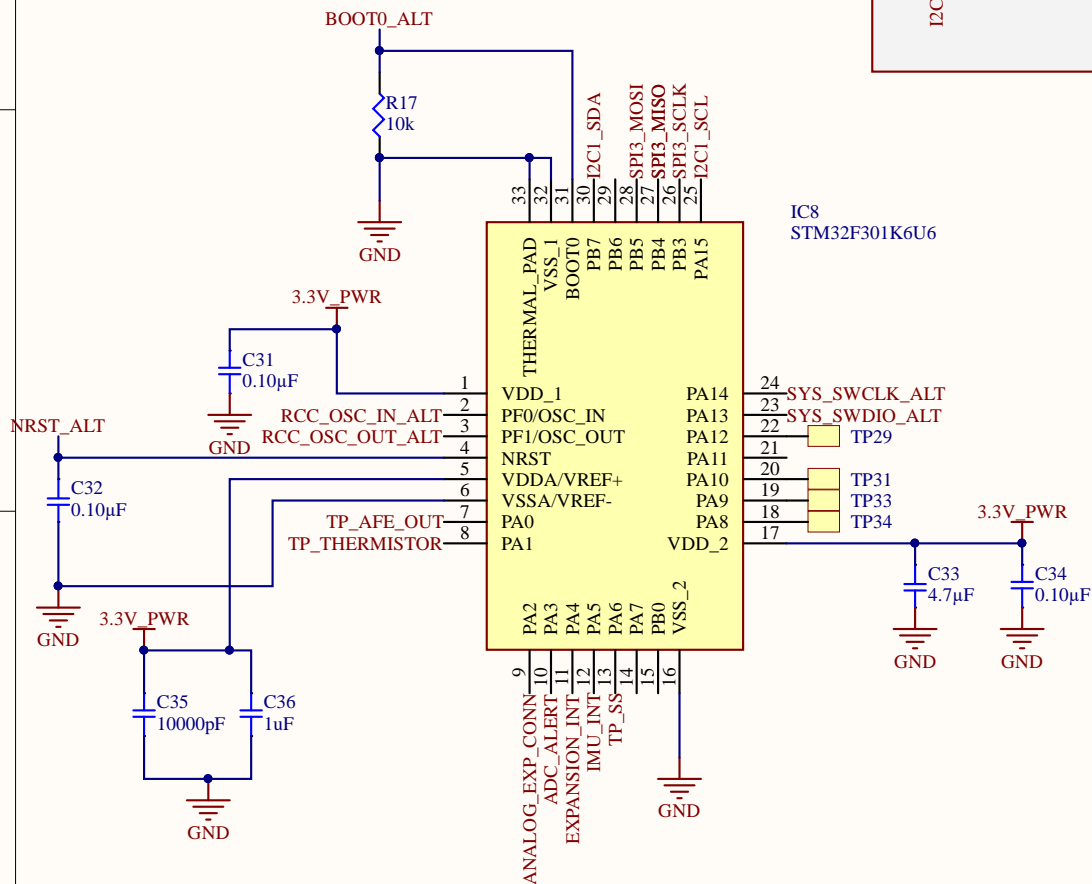 BOOT0_ALT
I2C
R17
10k
GND
I2C1_SDA
SPI3_MOSI
SPI3_MISO
SPI3_SCLK
I2C1_SCL
33
32
31
30
29
28
27
26
25
IC8
STM32F301K6U6
THERMAL_PAD
VSS_1
BOOT0
PB7
PB6
PB5
PB4
PB3
PA15
3.3V_PWR
C31
0.10µF
GND
NRST_ALT
RCC_OSC_IN_ALT
RCC_OSC_OUT_ALT
TP_AFE_OUT
TP_THERMISTOR
1
2
3
4
5
6
7
8
VDD_1
PF0/OSC_IN
PF1/OSC_OUT
NRST
VDDA/VREF+
VSSA/VREF-
PA0
PA1
PA14
PA13
PA12
PA11
PA10
PA9
PA8
VDD_2
24
23
22
21
20
19
18
17
SYS_SWCLK_ALT
SYS_SWDIO_ALT
TP29
TP31
TP33
TP34
C32
0.10µF
GND
3.3V_PWR
C33
4.7µF
GND
C34
0.10µF
GND
3.3V_PWR
C35
10000pF
C36
1uF
GND
PA2
PA3
PA4
PA5
PA6
PA7
PB0
VSS_2
9
10
11
12
13
14
15
16
ANALOG_EXP_CONN
ADC_ALERT
EXPANSION_INT
IMU_INT
TP_SS
GND